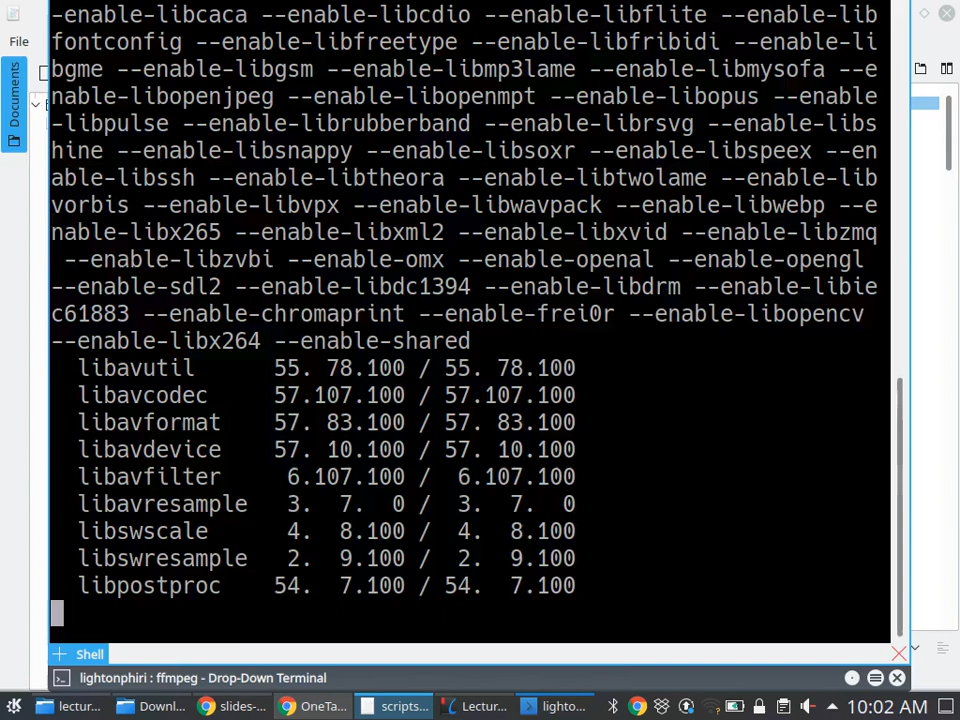 File
Documents
-enable-libcaca --enable-libcdio --enable-libflite --enable-lib
fontconfig --enable-libfreetype --enable-libfribidi --enable-li
bgme --enable-libgsm --enable-libmp3lame --enable-libmysofa --e
nable-libopenjpeg --enable-libopenmpt --enable-libopus --enable
-libpulse --enable-librubberband --enable-librsvg --enable-libs
hine --enable-libsnappy --enable-libsoxr --enable-libspeex --en
able-libssh --enable-libtheora --enable-libtwolame --enable-lib
vorbis --enable-libvpx --enable-libwavpack --enable-libwebp --e
nable-libx265 --enable-libxml2 --enable-libxvid --enable-libzmq
 --enable-libzvbi --enable-omx --enable-openal --enable-opengl
--enable-sdl2 --enable-libdc1394 --enable-libdrm --enable-libie
c61883 --enable-chromaprint --enable-frei0r --enable-libopencv
--enable-libx264 --enable-shared
  libavutil      55. 78.100 / 55. 78.100
  libavcodec     57.107.100 / 57.107.100
  libavformat    57. 83.100 / 57. 83.100
  libavdevice    57. 10.100 / 57. 10.100
  libavfilter     6.107.100 /  6.107.100
  libavresample   3.  7.  0 /  3.  7.  0
  libswscale      4.  8.100 /  4.  8.100
  libswresample   2.  9.100 /  2.  9.100
  libpostproc    54.  7.100 / 54.  7.100
Shell
lightonphiri : ffmpeg - Drop-Down Terminal
lectur... Downl... slides-... OneTa... scripts... Lectur... lighto... 10:02 AM